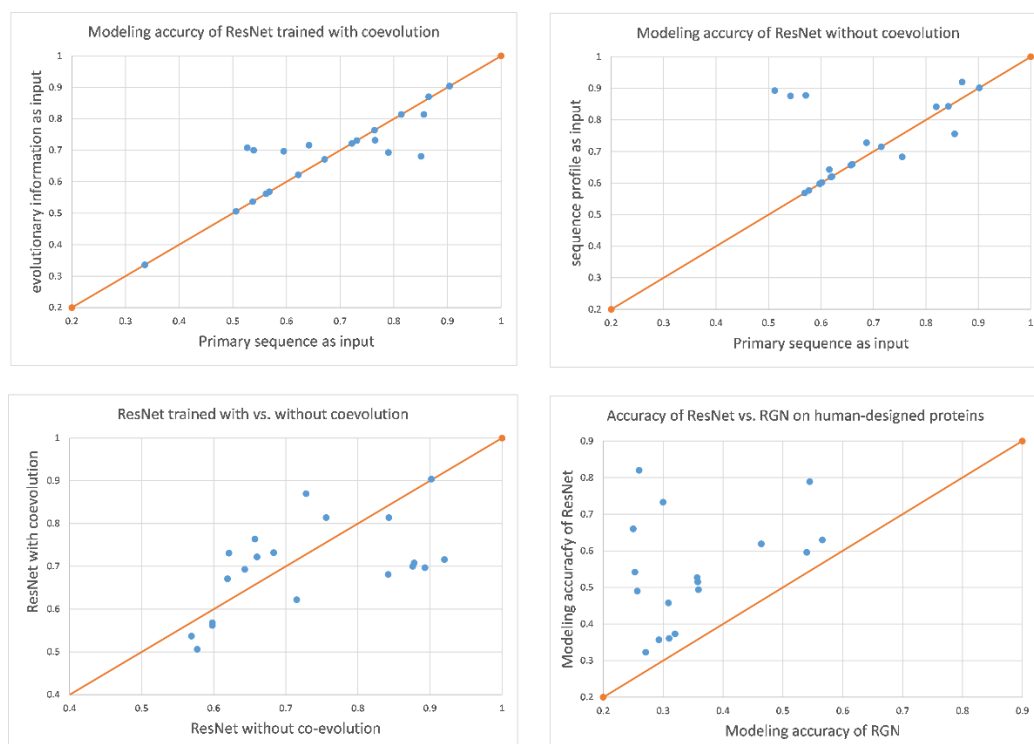 Modeling accurcy of ResNet trained with coevolution
evolutionary information as input
1
0.9
0.8
0.7
0.6
0.5
0.4
0.3
0.2
0.2 0.3 0.4 0.5 0.6 0.7 0.8 0.9 1
Primary sequence as input
Modeling accurcy of ResNet without coevolution
sequence profile as input
1
0.9
0.8
0.7
0.6
0.5
0.4
0.3
0.2
0.2 0.3 0.4 0.5 0.6 0.7 0.8 0.9 1
Primary sequence as input
ResNet trained with vs. without coevolution
ResNet with coevolution
1
0.9
0.8
0.7
0.6
0.5
0.4
0.4 0.5 0.6 0.7 0.8 0.9 1
ResNet without co-evolution
Accuracy of ResNet vs. RGN on human-designed proteins
Modeling accuracfy of ResNet
0.9
0.8
0.7
0.6
0.5
0.4
0.3
0.2
0.2 0.3 0.4 0.5 0.6 0.7 0.8 0.9
Modeling accuracy of RGN